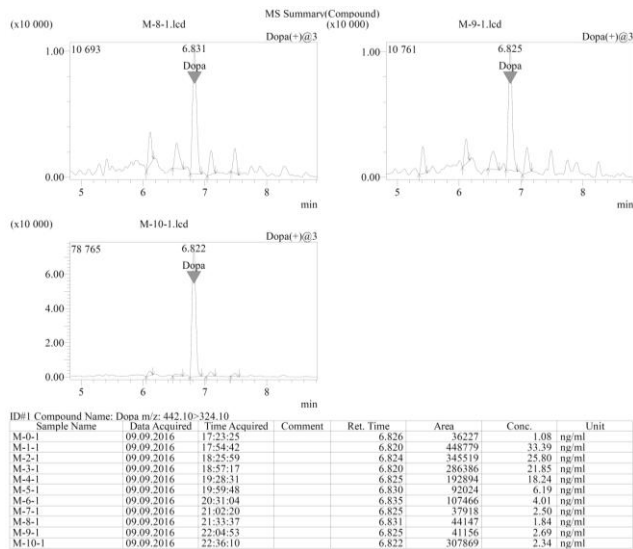 MS Summary(Compound)
(x10 000) M-8-1.lcd (x10 000) M-9-1.lcd
Dopa(+)@3 Dopa(+)@3
1.00 10 693 6.831 1.00 10 761 6.825
Dopa Dopa
0.00 0.00
5 6 7 8 5 6 7 8
min min
(x10 000) M-10-1.lcd
Dopa(+)@3
78 765 6.822
Dopa
6.00
4.00
2.00
0.00
5 6 7 8
min
ID#1 Compound Name: Dopa m/z: 442.10>324.10
Sample Name Data Acquired Time Acquired Comment Ret. Time Area Conc. Unit
M-0-1 09.09.2016 17:23:25 6.826 36227 1.08 ng/ml
M-1-1 09.09.2016 17:54:42 6.820 448779 33.39 ng/ml
M-2-1 09.09.2016 18:25:59 6.824 345519 25.80 ng/ml
M-3-1 09.09.2016 18:57:17 6.820 286386 21.85 ng/ml
M-4-1 09.09.2016 19:28:31 6.825 192894 18.24 ng/ml
M-5-1 09.09.2016 19:59:48 6.830 92024 6.19 ng/ml
M-6-1 09.09.2016 20:31:04 6.835 107466 4.01 ng/ml
M-7-1 09.09.2016 21:02:20 6.825 37918 2.50 ng/ml
M-8-1 09.09.2016 21:33:37 6.831 44147 1.84 ng/ml
M-9-1 09.09.2016 22:04:53 6.825 41156 2.69 ng/ml
M-10-1 09.09.2016 22:36:10 6.822 307869 2.34 ng/ml